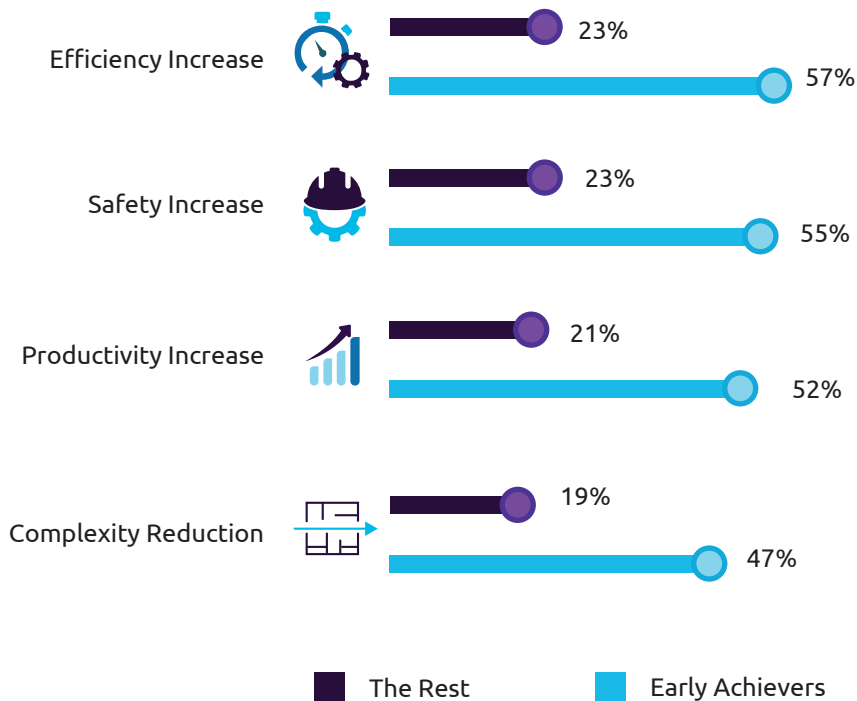 23%
Efficiency Increase
57%
23%
Safety Increase
55%
21%
Productivity Increase
52%
19%
Complexity Reduction
47%
The Rest
Early Achievers